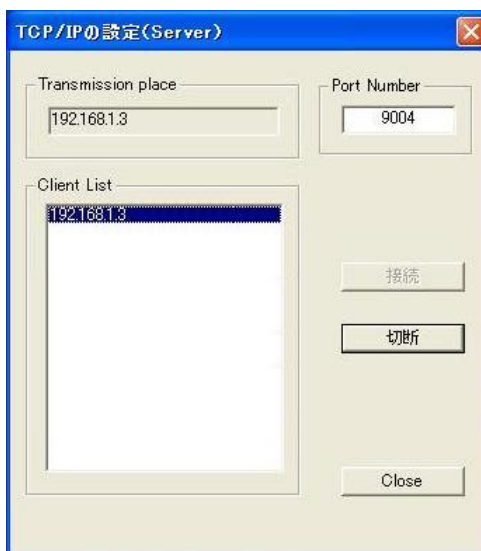 TCP/IPの設定(Server)
Transmission place
192.168.1.3
Port Number
9004
Client List
192.168.1.3
接続
切断
Close